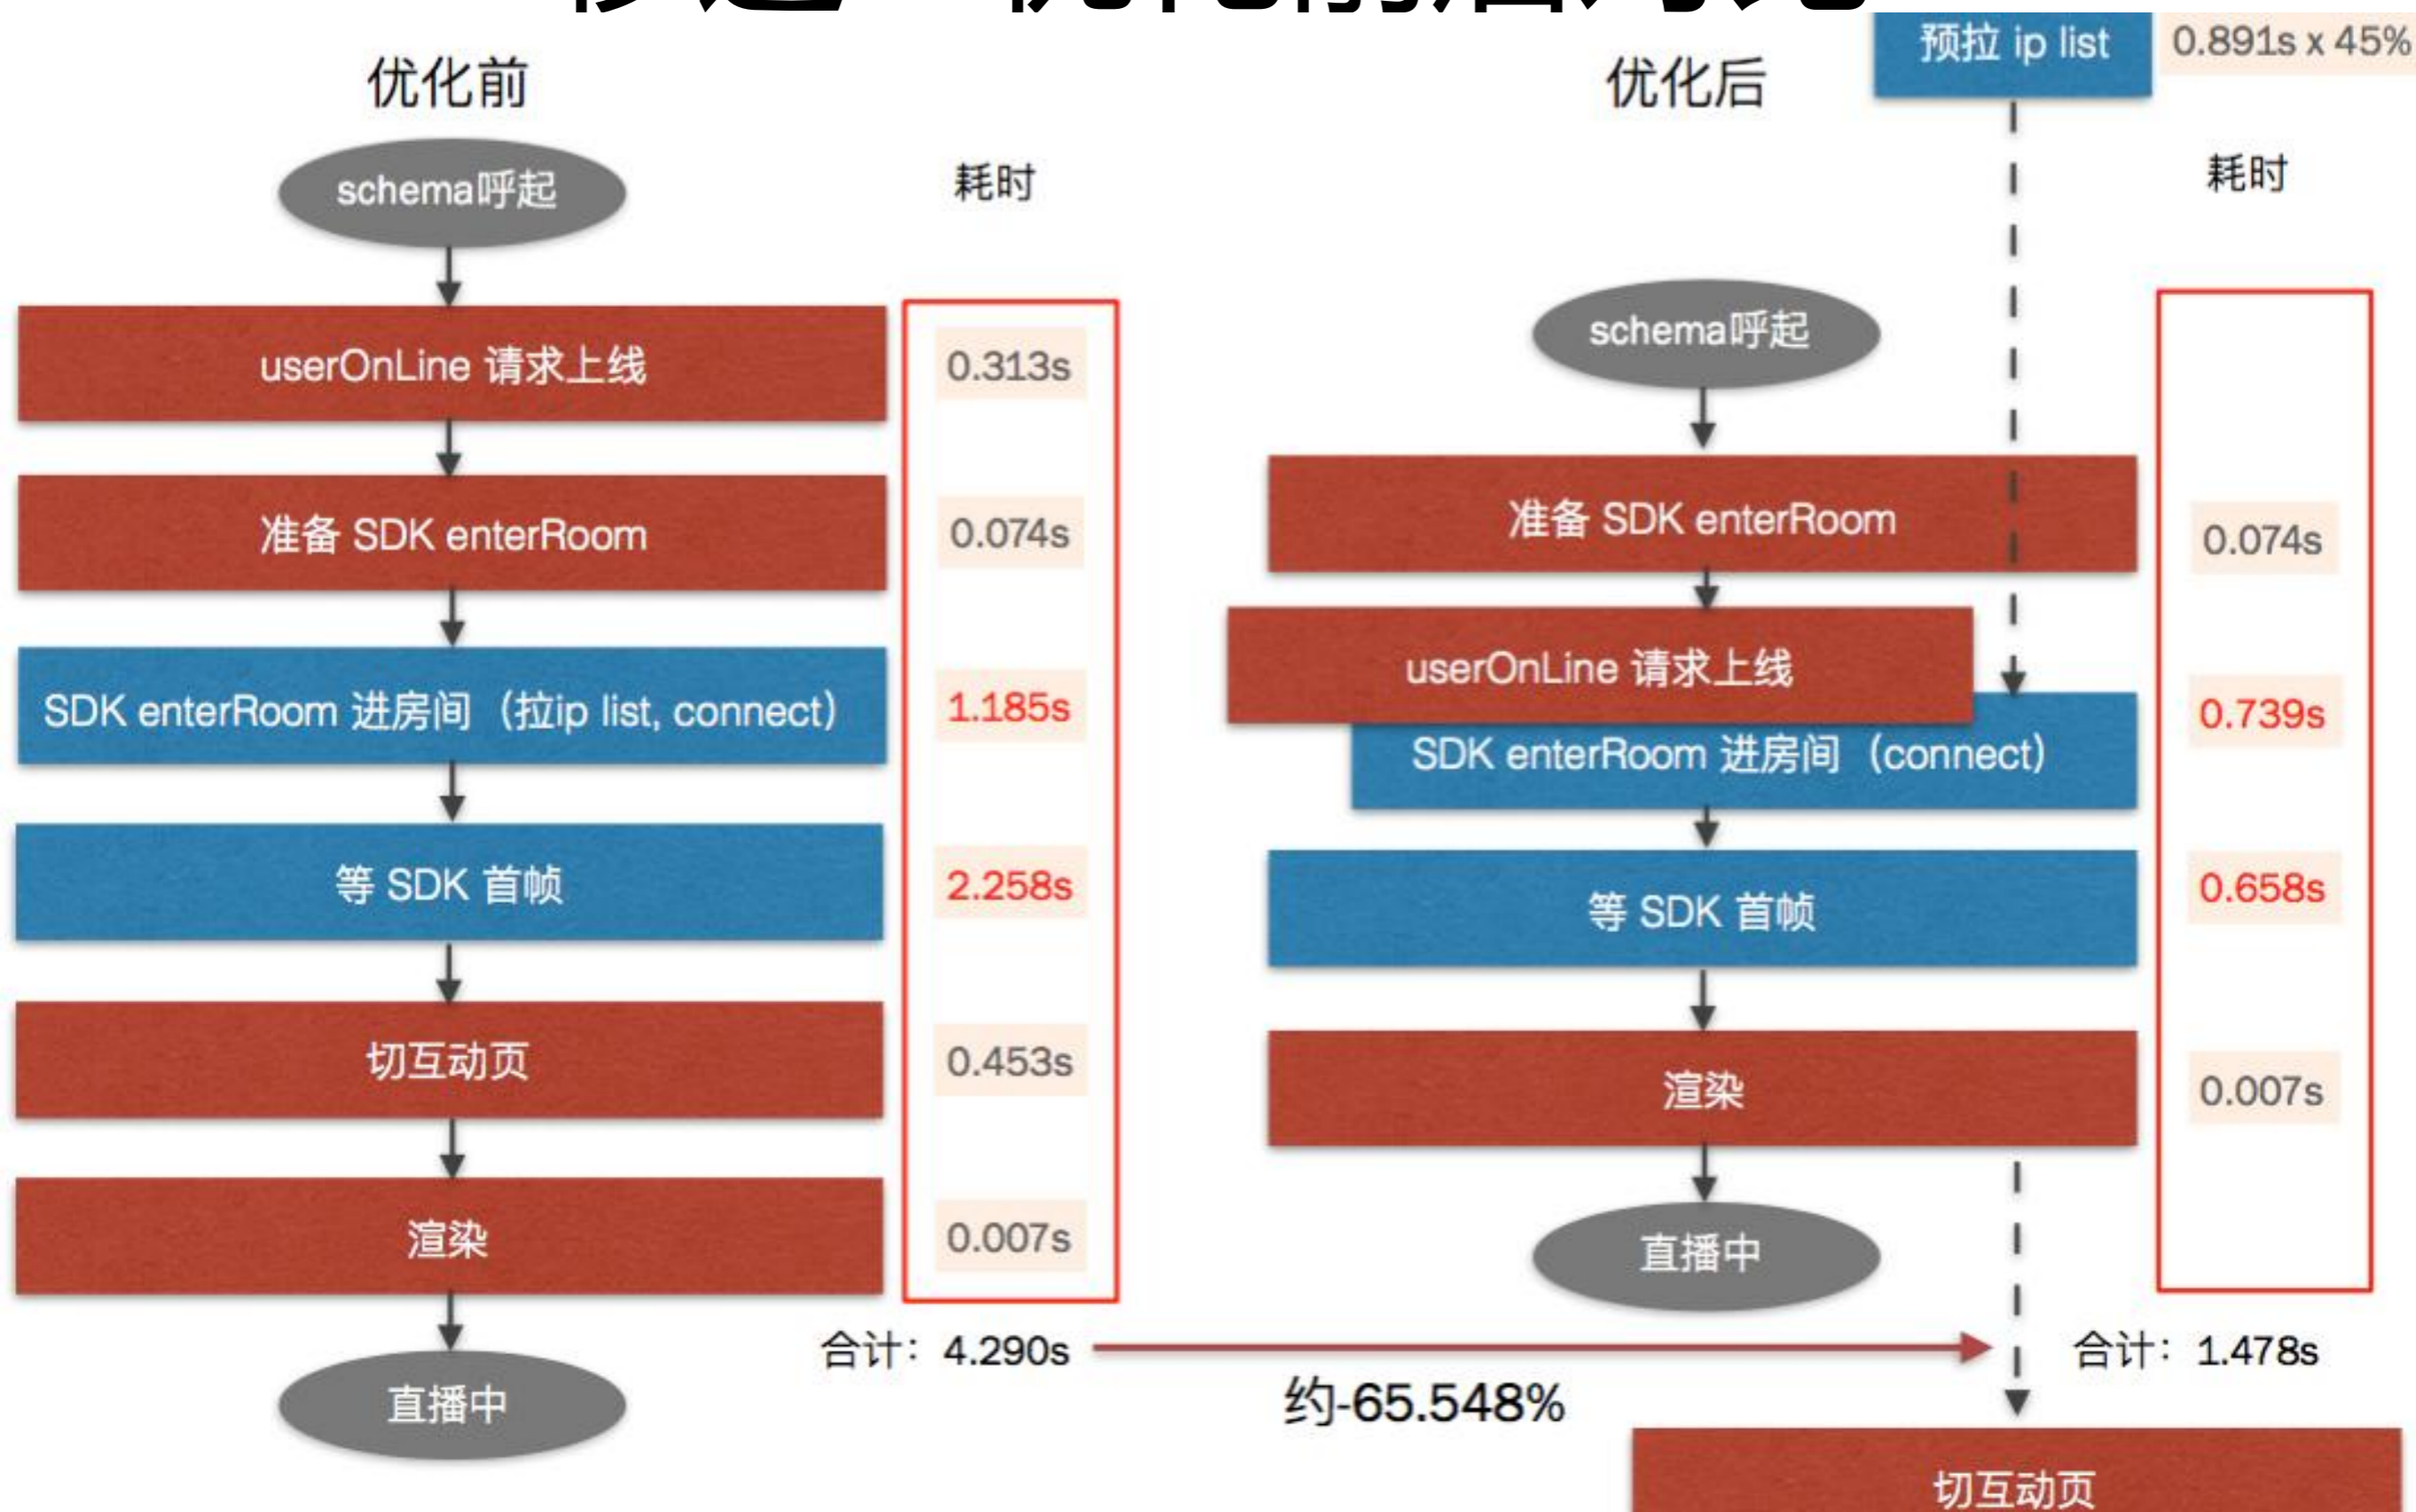 优化前
schema呼起
耗时
userOnLine 请求上线
0.313s
准备 SDK enterRoom
0.074s
SDK enterRoom 进房间（拉ip list, connect）
1.185s
等 SDK 首帧
2.258s
切互动页
0.453s
渲染
0.007s
直播中
合计：4.290s
约-65.548%
优化后
预拉 ip list
0.891s x 45%
耗时
schema呼起
准备 SDK enterRoom
0.074s
userOnLine 请求上线
SDK enterRoom 进房间（connect）
0.739s
等 SDK 首帧
0.658s
渲染
0.007s
直播中
合计：1.478s
切互动页